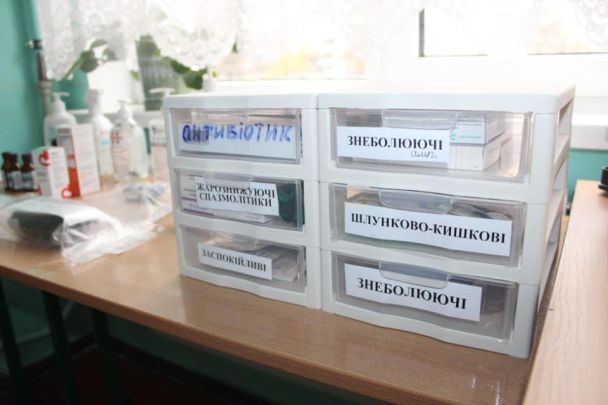 антибіотик
ЖАРОЗНИЖУЮЧІ
СПАЗМОЛІТИКИ
ЗАСПОКІЙЛИВІ
ЗНЕБОЛЮЮЧІ
ШЛУНКОВО-КИШКОВІ
ЗНЕБОЛЮЮЧІ